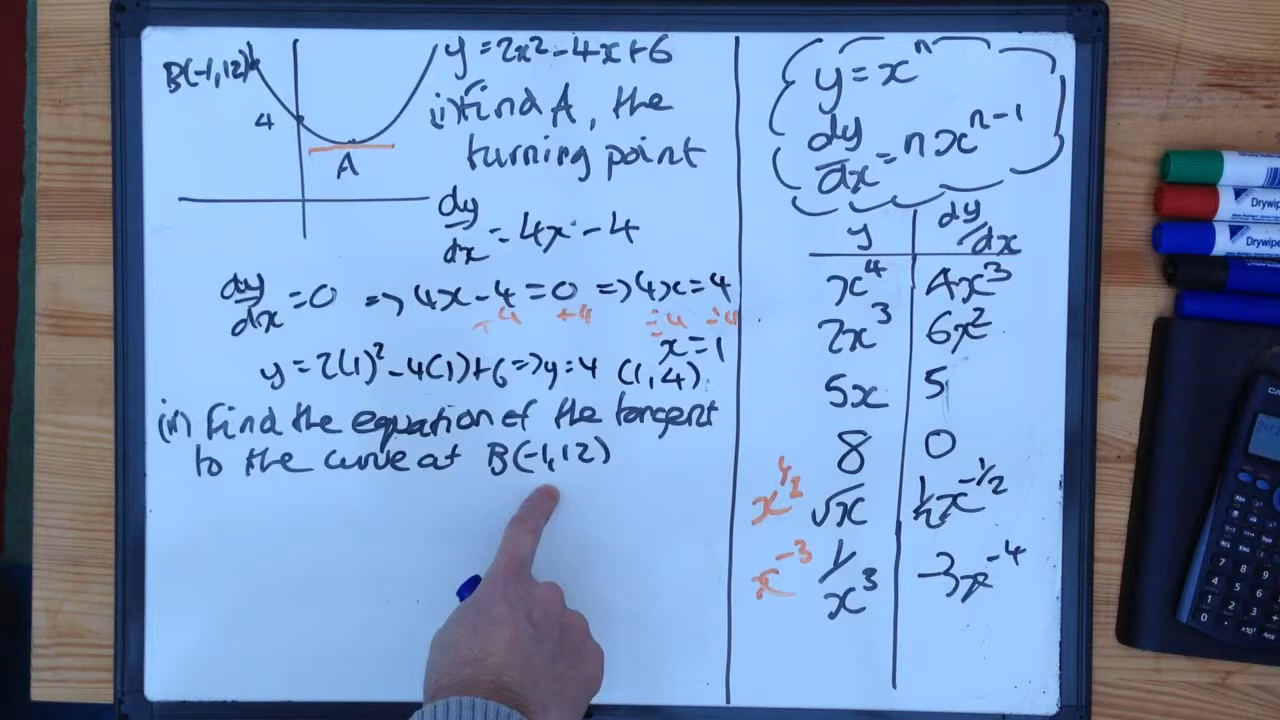 B(-1,12)
y=2x²-4x+6
4
(i) Find A, the
turning point
A
dy/dx = 4x - 4
dy/dx = 0 => 4x-4=0 => 4x=4
+4 +4 ÷4 ÷4
x=1
y=2(1)²-4(1)+6=>y=4 (1,4)
(ii) Find the equation of the tangent
to the curve at B(-1,12)
y=xⁿ
dy/dx = nxⁿ⁻¹
y dy/dx
x⁴ 4x³
2x³ 6x²
5x 5
8 0
x^1/2 √x 1/2x^-1/2
x⁻³ 1/x³ -3x⁻⁴
Drywipe
Drywipe
Drywipe